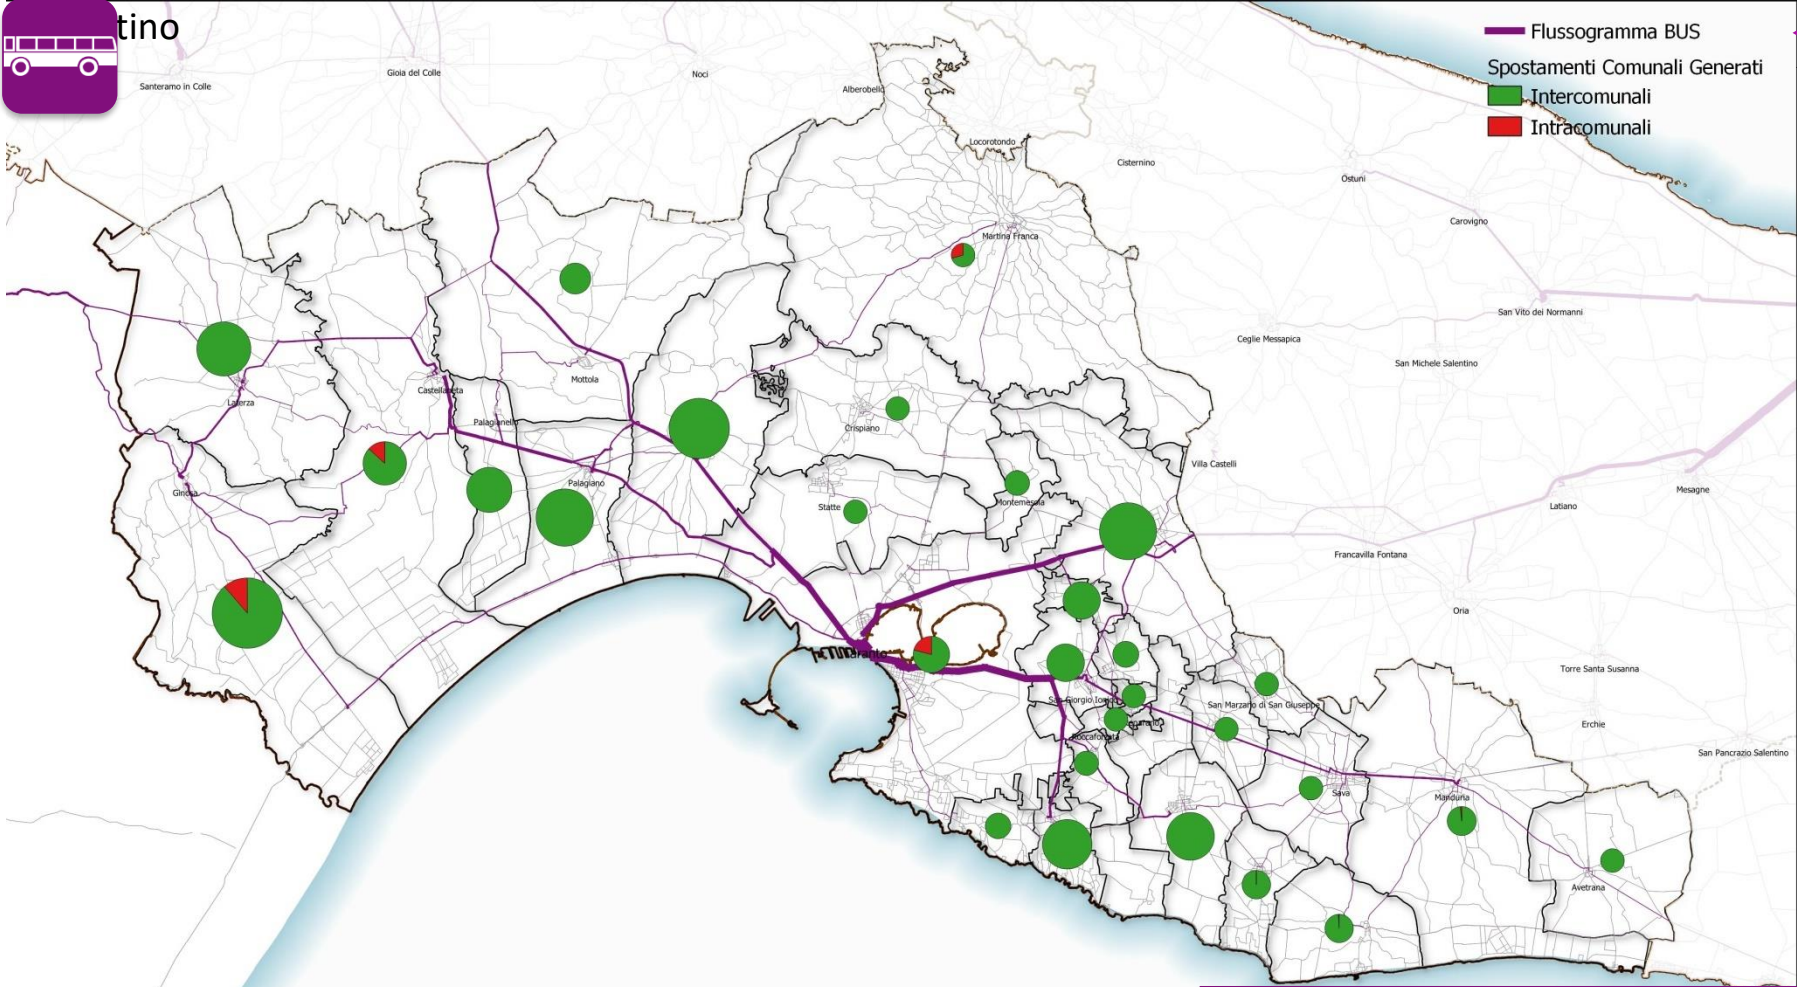 tino
Flussogramma BUS
Spostamenti Comunali Generati
Intercomunali
Intracomunali
Santeramo in Colle
Gioia del Colle
Noci
Alberobello
Locorotondo
Cisternino
Ostuni
Carovigno
Martina Franca
San Vito dei Normanni
Ceglie Messapica
San Michele Salentino
Mottola
Castellaneta
Laterza
Palagianello
Crispiano
Villa Castelli
Palagiano
Ginosa
Statte
Montemesola
Mesagne
Latiano
Francavilla Fontana
Oria
Taranto
Torre Santa Susanna
San Giorgio Ionico
San Marzano di San Giuseppe
Erchie
Roccaforzata
San Pancrazio Salentino
Sava
Manduria
Avetrana